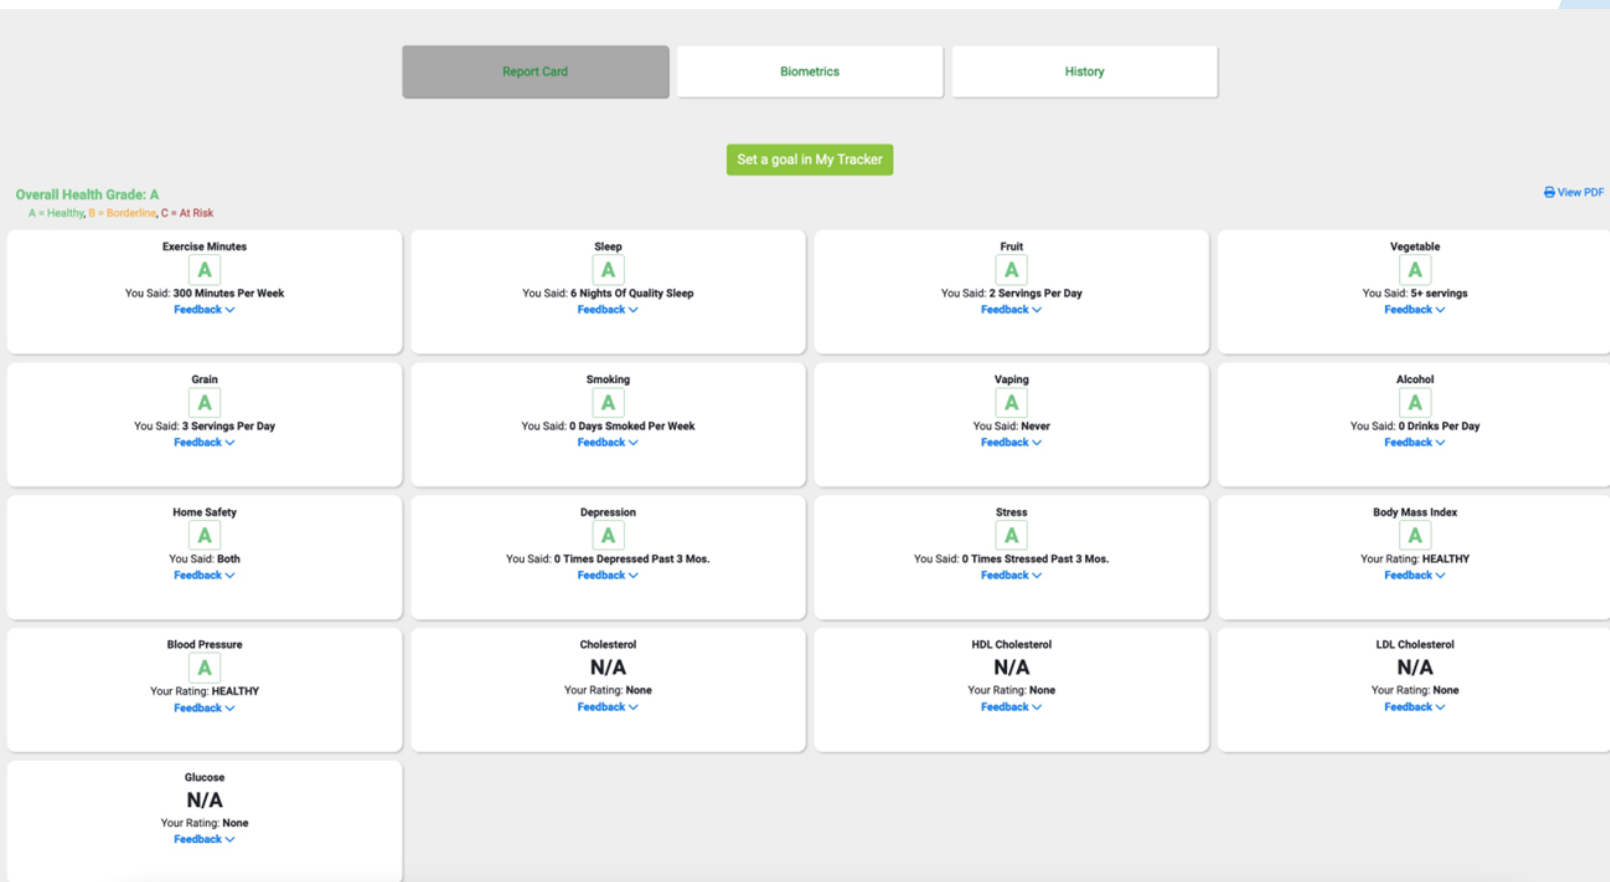 Report Card
Biometrics
History
Set a goal in My Tracker
Overall Health Grade: A
View PDF
A = Healthy, B = Borderline, C = At Risk
Exercise Minutes
A
You Said: 300 Minutes Per Week
Feedback
Sleep
A
You Said: 6 Nights Of Quality Sleep
Feedback
Fruit
A
You Said: 2 Servings Per Day
Feedback
Vegetable
A
You Said: 5+ servings
Feedback
Grain
A
You Said: 3 Servings Per Day
Feedback
Smoking
A
You Said: 0 Days Smoked Per Week
Feedback
Vaping
A
You Said: Never
Feedback
Alcohol
A
You Said: 0 Drinks Per Day
Feedback
Home Safety
A
You Said: Both
Feedback
Depression
A
You Said: 0 Times Depressed Past 3 Mos.
Feedback
Stress
A
You Said: 0 Times Stressed Past 3 Mos.
Feedback
Body Mass Index
A
Your Rating: HEALTHY
Feedback
Blood Pressure
A
Your Rating: HEALTHY
Feedback
Cholesterol
N/A
Your Rating: None
Feedback
HDL Cholesterol
N/A
Your Rating: None
Feedback
LDL Cholesterol
N/A
Your Rating: None
Feedback
Glucose
N/A
Your Rating: None
Feedback